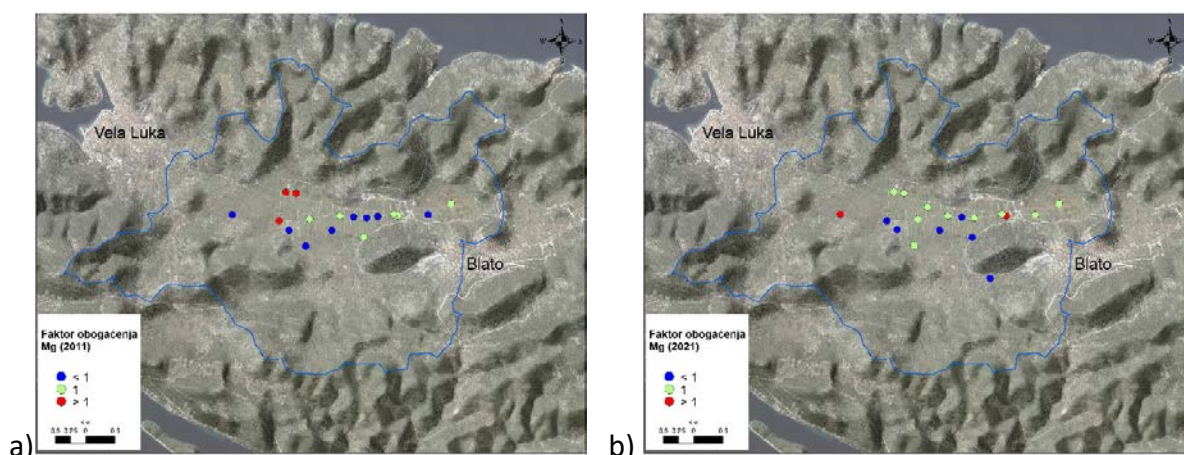 Vela Luka
Blato
Faktor obogaćenja
Mg (2011)
< 1
1
> 1
a)
Vela Luka
Blato
Faktor obogaćenja
Mg (2021)
< 1
1
> 1
b)